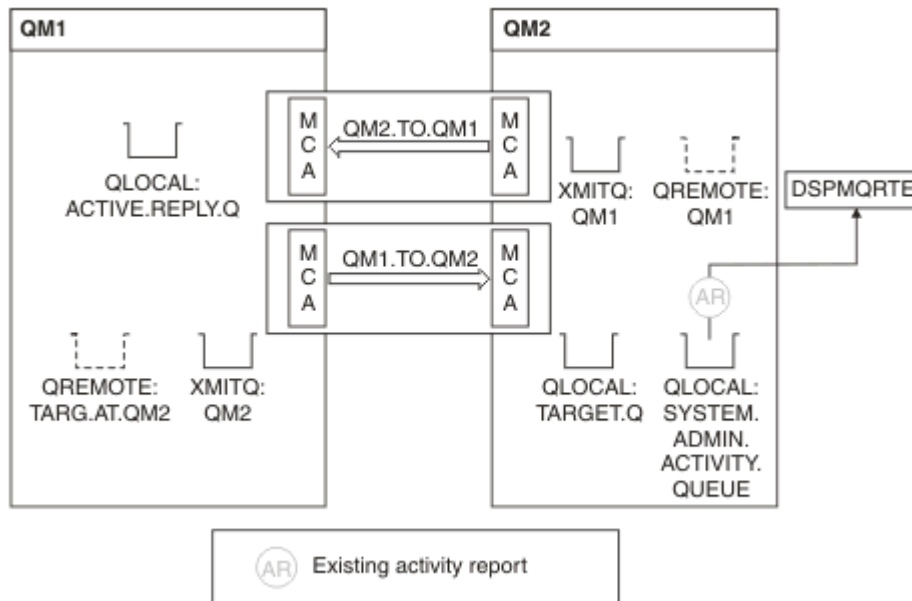 QM1
QM2
M
C
A
QM2.TO.QM1
M
C
A
QLOCAL:
ACTIVE.REPLY.Q
XMITQ:
QM1
QREMOTE:
QM1
DSPMQRTE
M
C
A
QM1.TO.QM2
M
C
A
AR
QREMOTE:
TARG.AT.QM2
XMITQ:
QM2
QLOCAL:
TARGET.Q
QLOCAL:
SYSTEM.
ADMIN.
ACTIVITY.
QUEUE
AR
Existing activity report